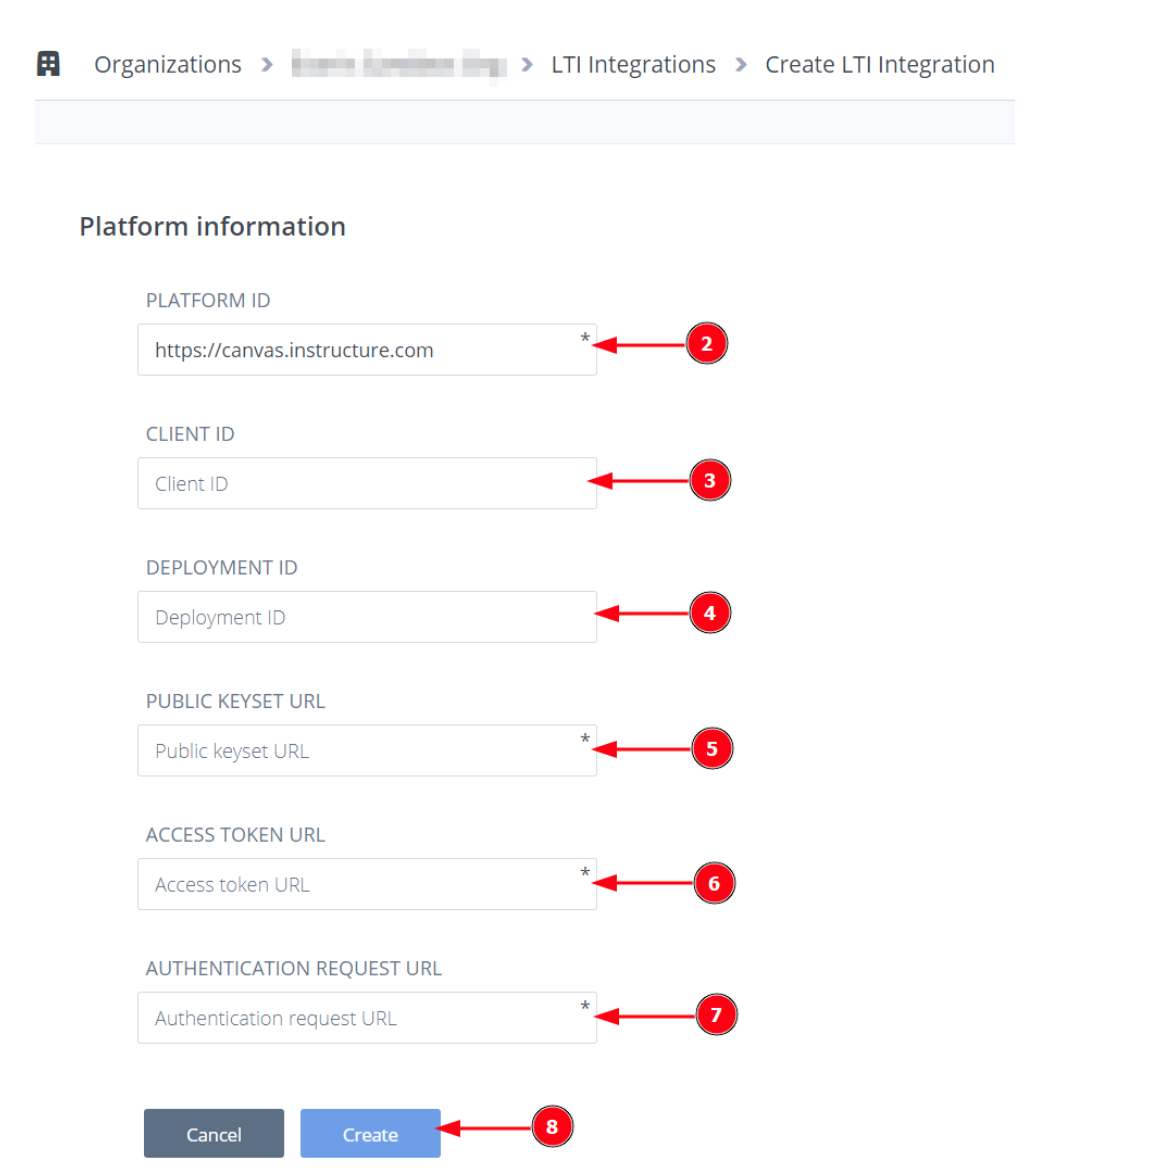 Organizations > > LTI Integrations > Create LTI Integration
Platform information
PLATFORM ID
https://canvas.instructure.com * 2
CLIENT ID
Client ID 3
DEPLOYMENT ID
Deployment ID 4
PUBLIC KEYSET URL
Public keyset URL * 5
ACCESS TOKEN URL
Access token URL * 6
AUTHENTICATION REQUEST URL
Authentication request URL * 7
Cancel Create 8